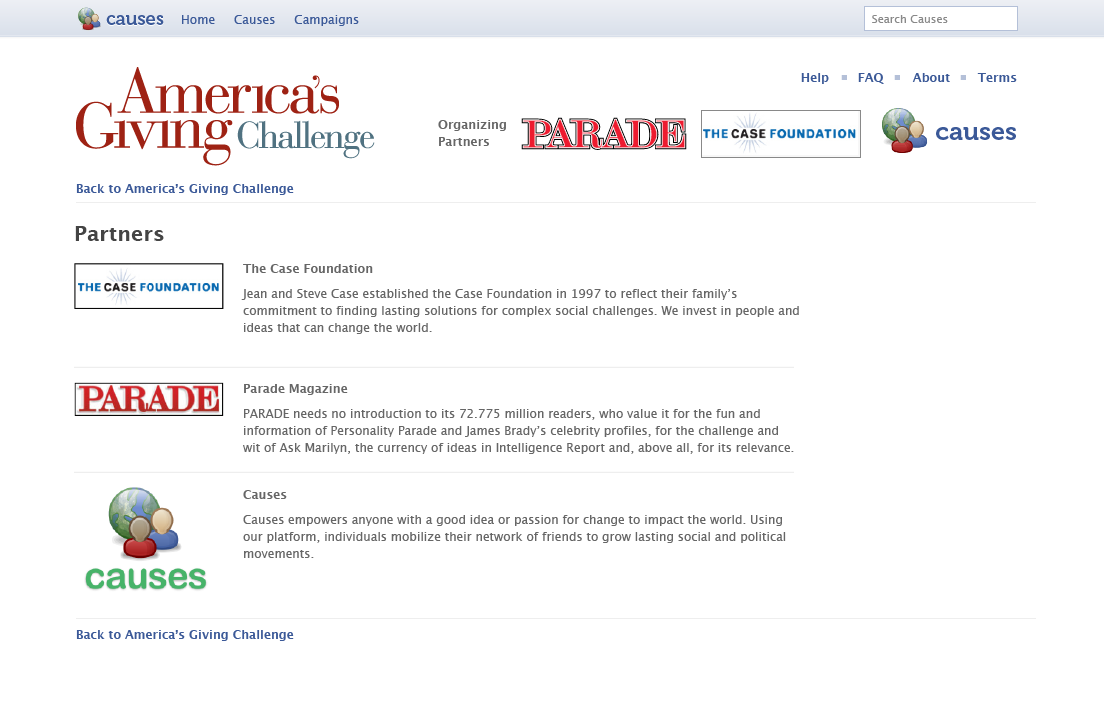 causes Home Causes Campaigns Search Causes
Help FAQ About Terms
America's
Giving Challenge
Organizing
Partners
PARADE THE CASE FOUNDATION causes
Back to America's Giving Challenge
Partners
THE CASE FOUNDATION
The Case Foundation
Jean and Steve Case established the Case Foundation in 1997 to reflect their family's
commitment to finding lasting solutions for complex social challenges. We invest in people and
ideas that can change the world.
PARADE
Parade Magazine
PARADE needs no introduction to its 72.775 million readers, who value it for the fun and
information of Personality Parade and James Brady's celebrity profiles, for the challenge and
wit of Ask Marilyn, the currency of ideas in Intelligence Report and, above all, for its relevance.
causes
Causes
Causes empowers anyone with a good idea or passion for change to impact the world. Using
our platform, individuals mobilize their network of friends to grow lasting social and political
movements.
Back to America's Giving Challenge